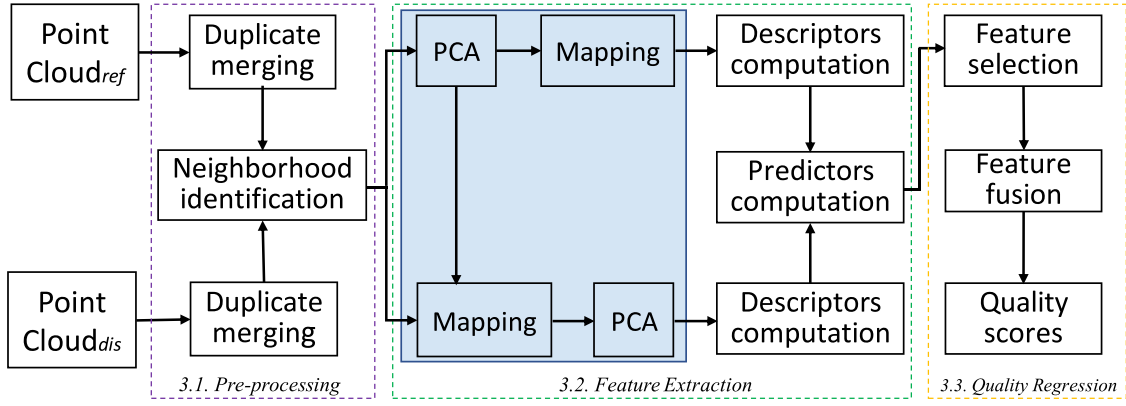 Point
Cloudref
Duplicate
merging
PCA
Mapping
Descriptors
computation
Feature
selection
Neighborhood
identification
Predictors
computation
Feature
fusion
Point
Clouddis
Duplicate
merging
Mapping
PCA
Descriptors
computation
Quality
scores
3.1. Pre-processing
3.2. Feature Extraction
3.3. Quality Regression